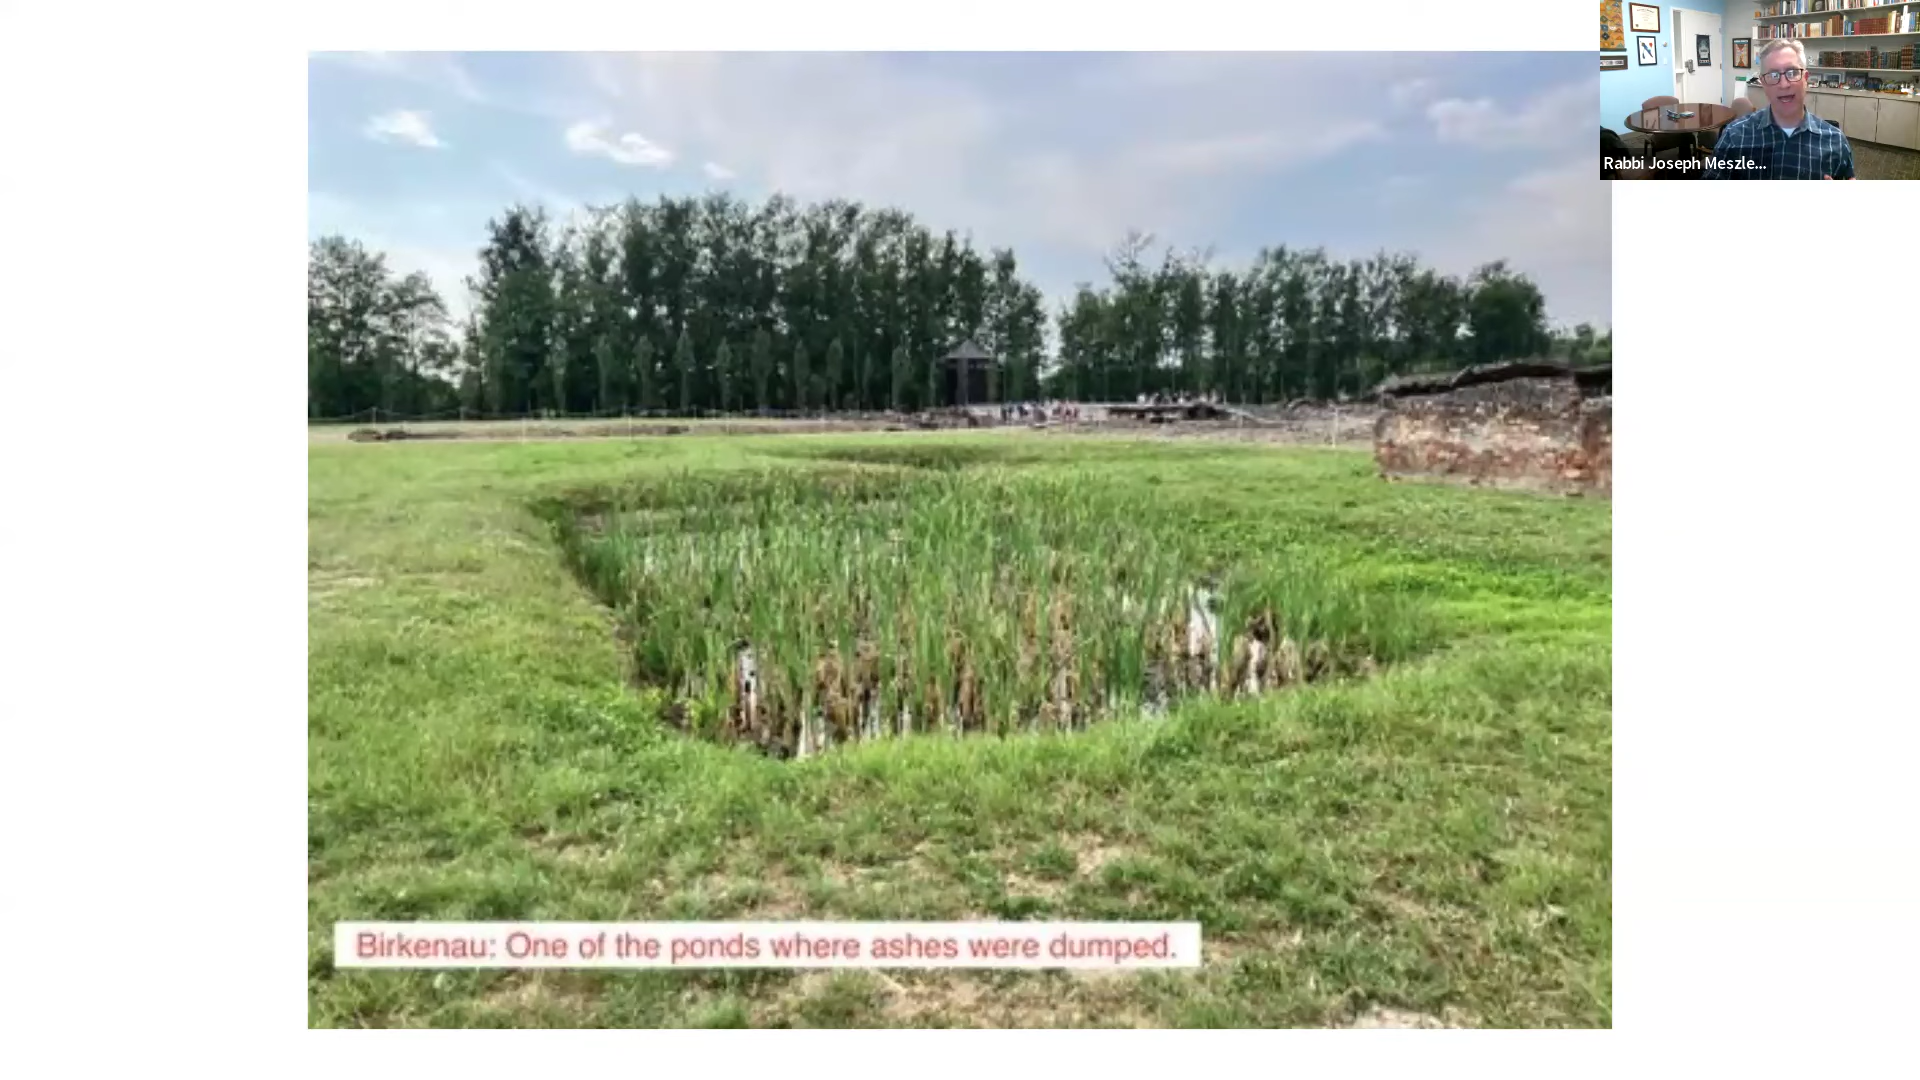 Rabbi Joseph Meszle...
Birkenau: One of the ponds where ashes were dumped.